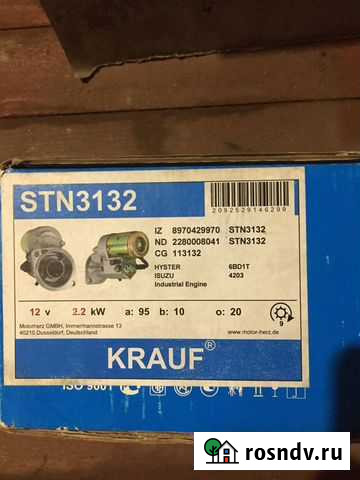 STN3132
2092529146299
IZ 8970429970 STN3132
ND 2280008041 STN3132
CG 113132
HYSTER 6BD1T
ISUZU 4203
Industrial Engine
12 v 2.2 kW a: 95 b: 10 o: 20
9
Motorherz GMBH, Immermannstrasse 13
40210 Dusseldorf, Deutschland
www.motor-herz.de
KRAUF®
ISO 9001
rosndv.ru